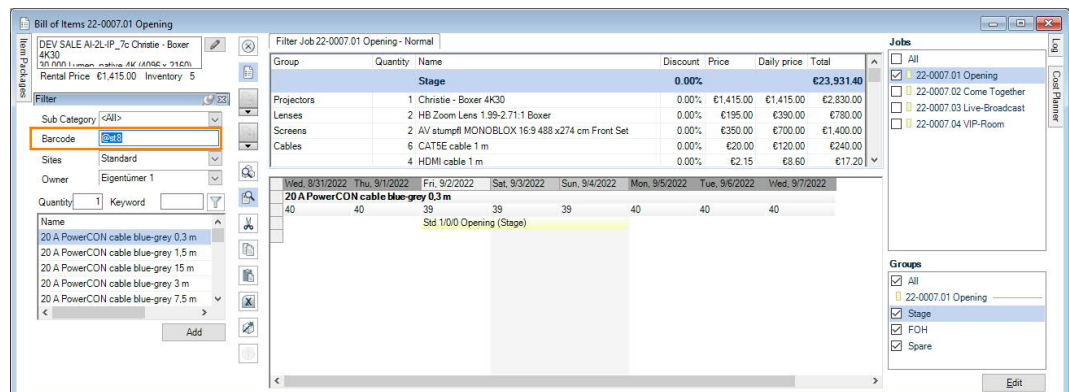 Bill of Items 22-0007.01 Opening
Item Packages
DEV SALE AI-2L-IP_7c Christie - Boxer
4K30
20.000 Lumen, native 4K (4096 x 2160)
Rental Price €1,415.00 Inventory 5
Filter
Sub Category <All>
Barcode @st8
Sites Standard
Owner Eigentümer 1
Quantity 1 Keyword
Name
20 A PowerCON cable blue-grey 0,3 m
20 A PowerCON cable blue-grey 1,5 m
20 A PowerCON cable blue-grey 15 m
20 A PowerCON cable blue-grey 3 m
20 A PowerCON cable blue-grey 7,5 m
Add
Filter Job 22-0007.01 Opening - Normal
Group Quantity Name Discount Price Daily price Total
Stage 0.00% €23,931.40
Projectors 1 Christie - Boxer 4K30 0.00% €1,415.00 €1,415.00 €2,830.00
Lenses 2 HB Zoom Lens 1.99-2.71:1 Boxer 0.00% €195.00 €390.00 €780.00
Screens 2 AV stumpfl MONOBLOX 16:9 488 x274 cm Front Set 0.00% €350.00 €700.00 €1,400.00
Cables 6 CAT5E cable 1 m 0.00% €20.00 €120.00 €240.00
4 HDMI cable 1 m 0.00% €2.15 €8.60 €17.20
Wed, 8/31/2022 Thu, 9/1/2022 Fri, 9/2/2022 Sat, 9/3/2022 Sun, 9/4/2022 Mon, 9/5/2022 Tue, 9/6/2022 Wed, 9/7/2022
20 A PowerCON cable blue-grey 0,3 m
40 40 39 39 39 40 40 40
Std 1/0/0 Opening (Stage)
Jobs
All
22-0007.01 Opening
22-0007.02 Come Together
22-0007.03 Live-Broadcast
22-0007.04 VIP-Room
Groups
All
22-0007.01 Opening
Stage
FOH
Spare
Edit
Log
Cost Planner